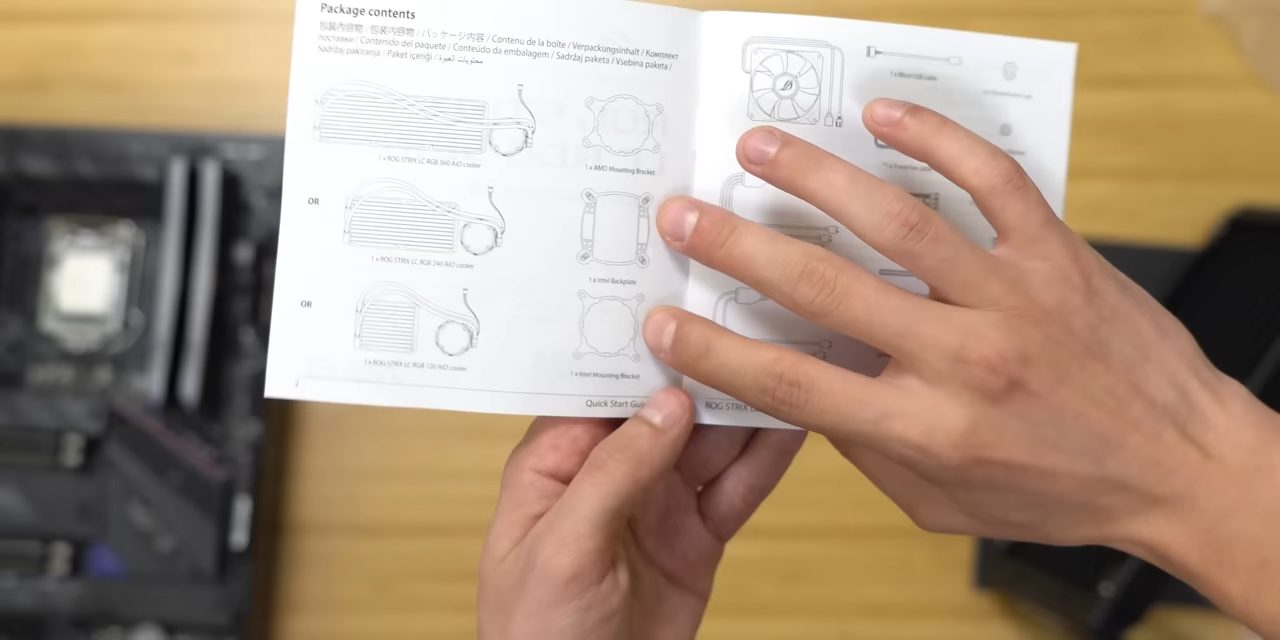 Package contents
包裝內容物 / 包装内容物 / パッケージ内容 / Contenu de la boîte / Verpackungsinhalt / Комплект
поставки / Contenido del paquete / Conteúdo da embalagem / Sadržaj paketa / Vsebina paketa /
Sadržaj pakiranja / Paket içeriği / محتويات العبوة
1 x ROG STRIX LC RGB 360 AiO cooler
1 x AMD Mounting Bracket
OR
1 x ROG STRIX LC RGB 240 AiO cooler
1 x Intel Backplate
OR
1 x ROG STRIX LC RGB 120 AiO cooler
1 x Intel Mounting Bracket
2
Quick Start
1 x Micro USB cable
ROG STRIX